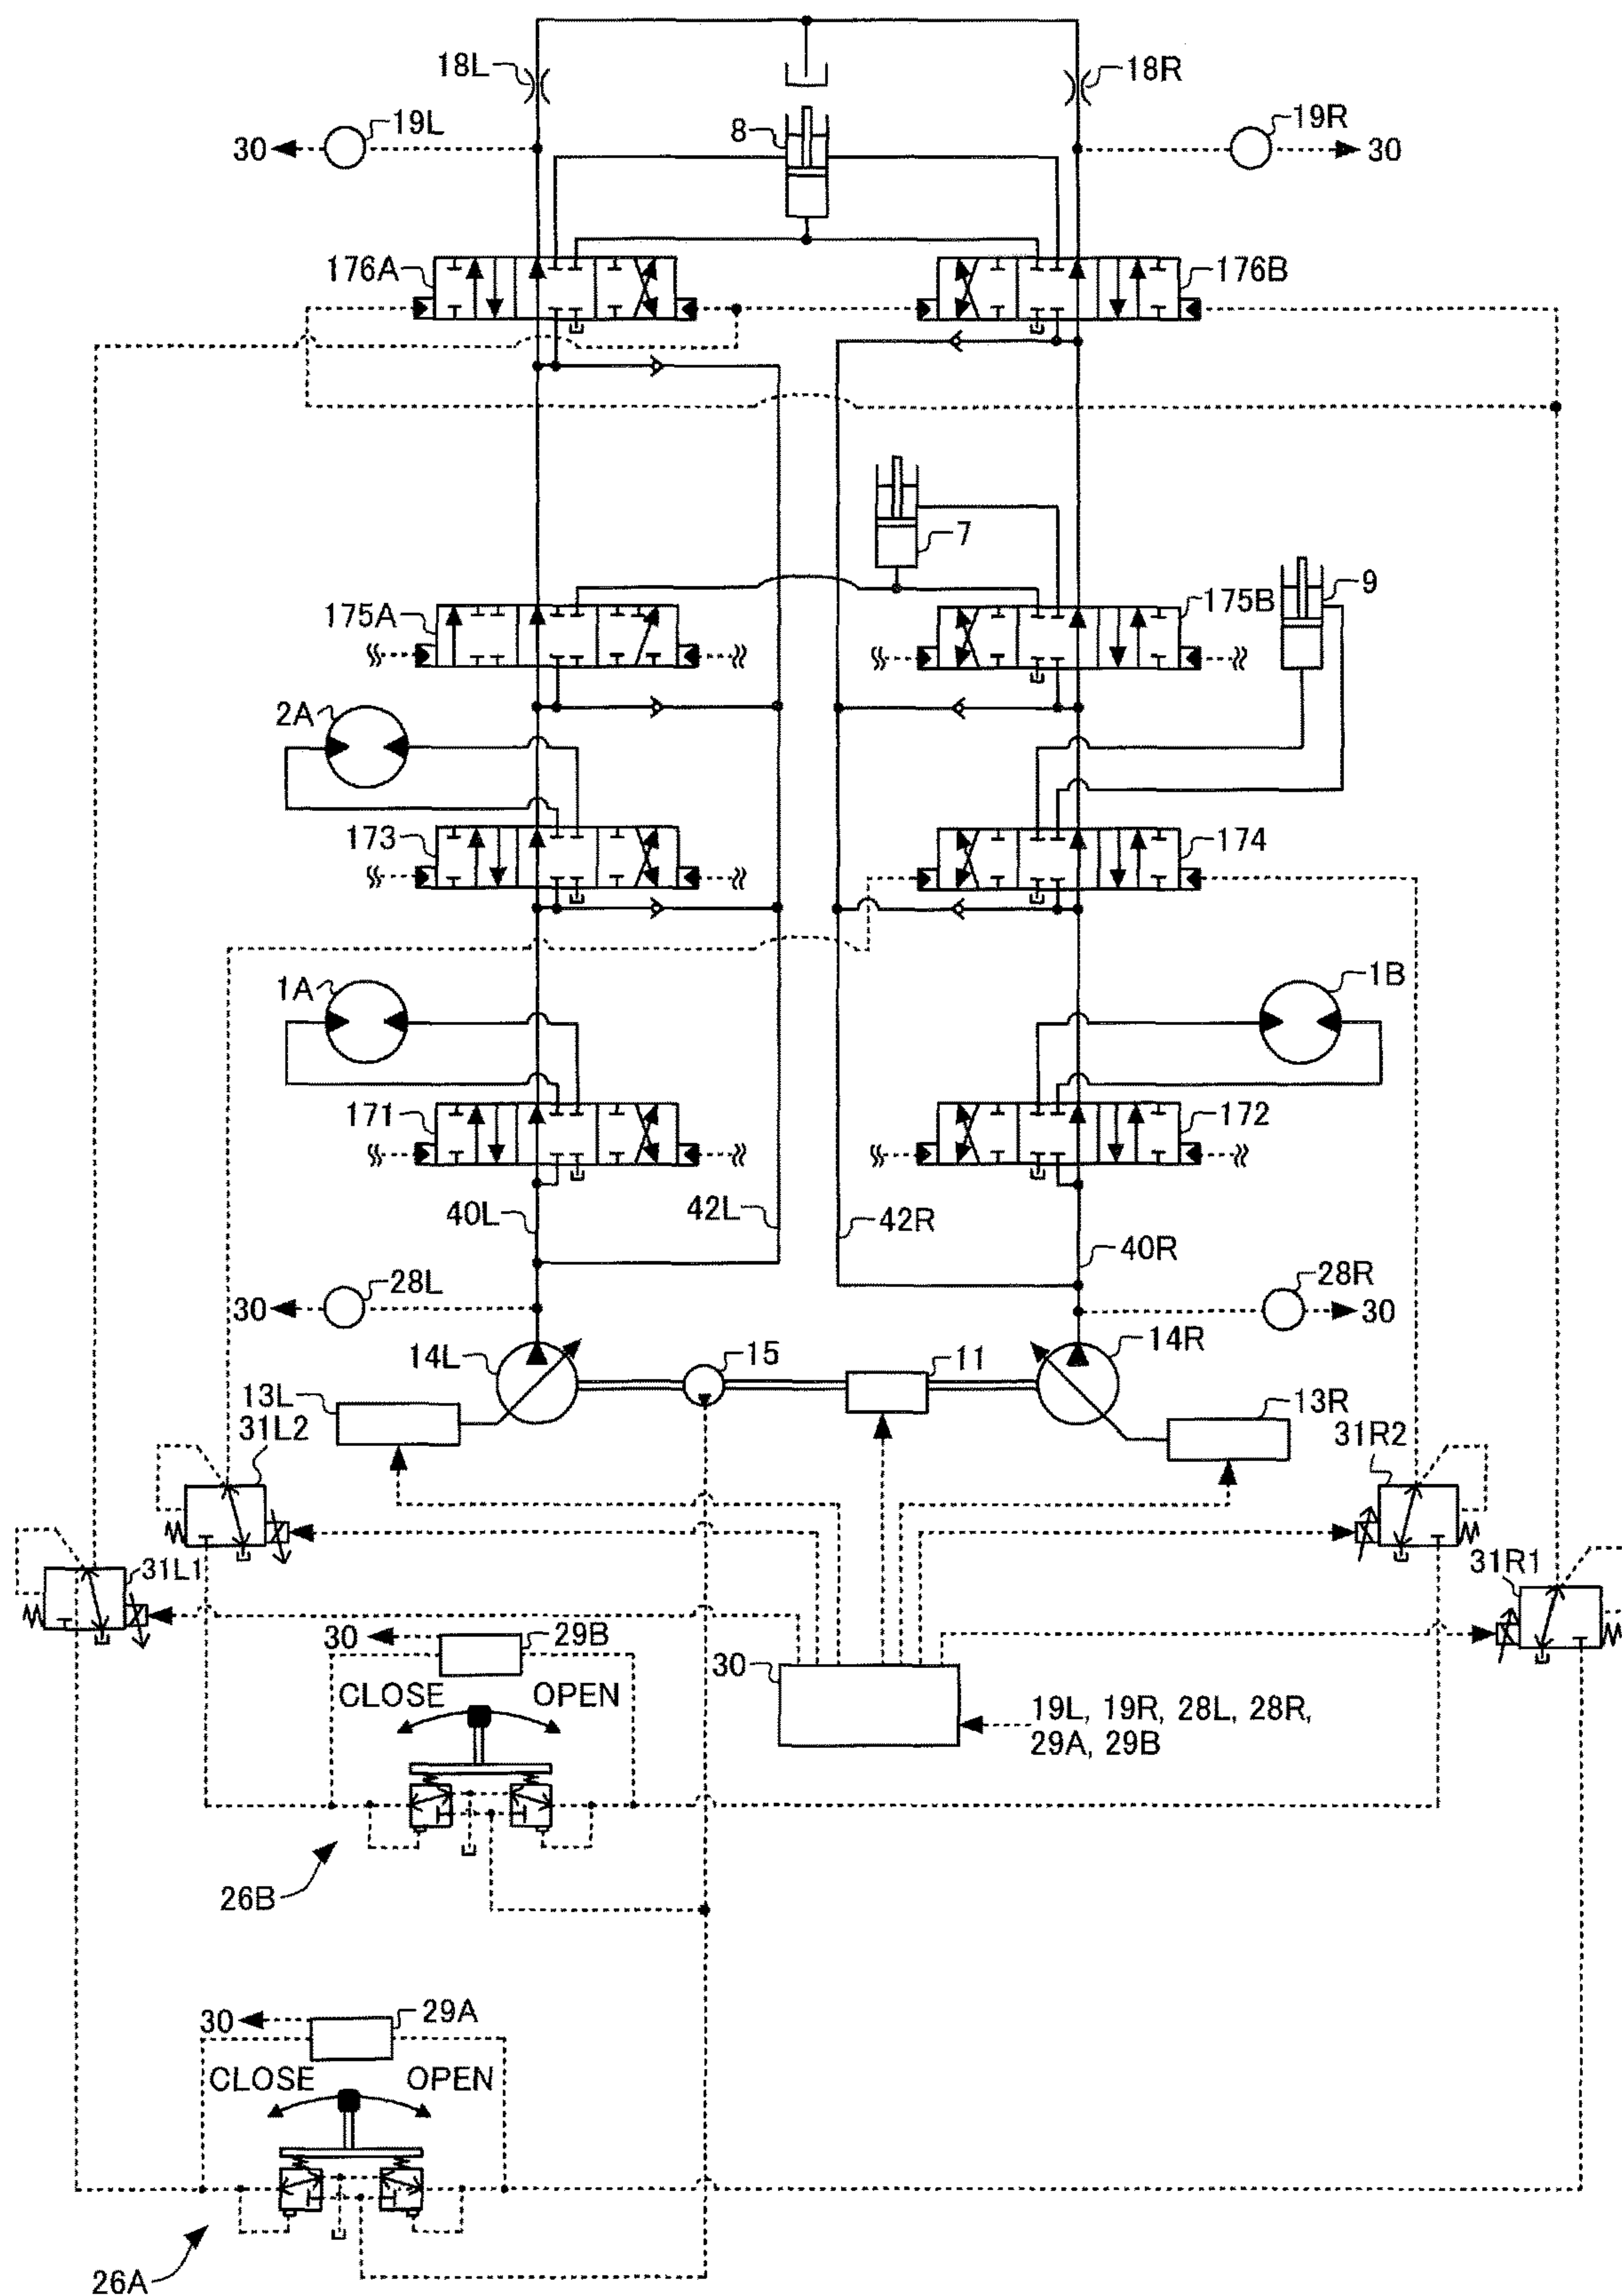 18L
18R
19L
19R
30
8
30
176A
176B
7
9
175A
175B
2A
173
174
1A
1B
171
172
40L
42L
42R
40R
28L
28R
30
30
14L
15
11
14R
13L
13R
31L2
31R2
31L1
31R1
30
29B
30
CLOSE OPEN
19L, 19R, 28L, 28R,
29A, 29B
26B
30
29A
CLOSE OPEN
26A